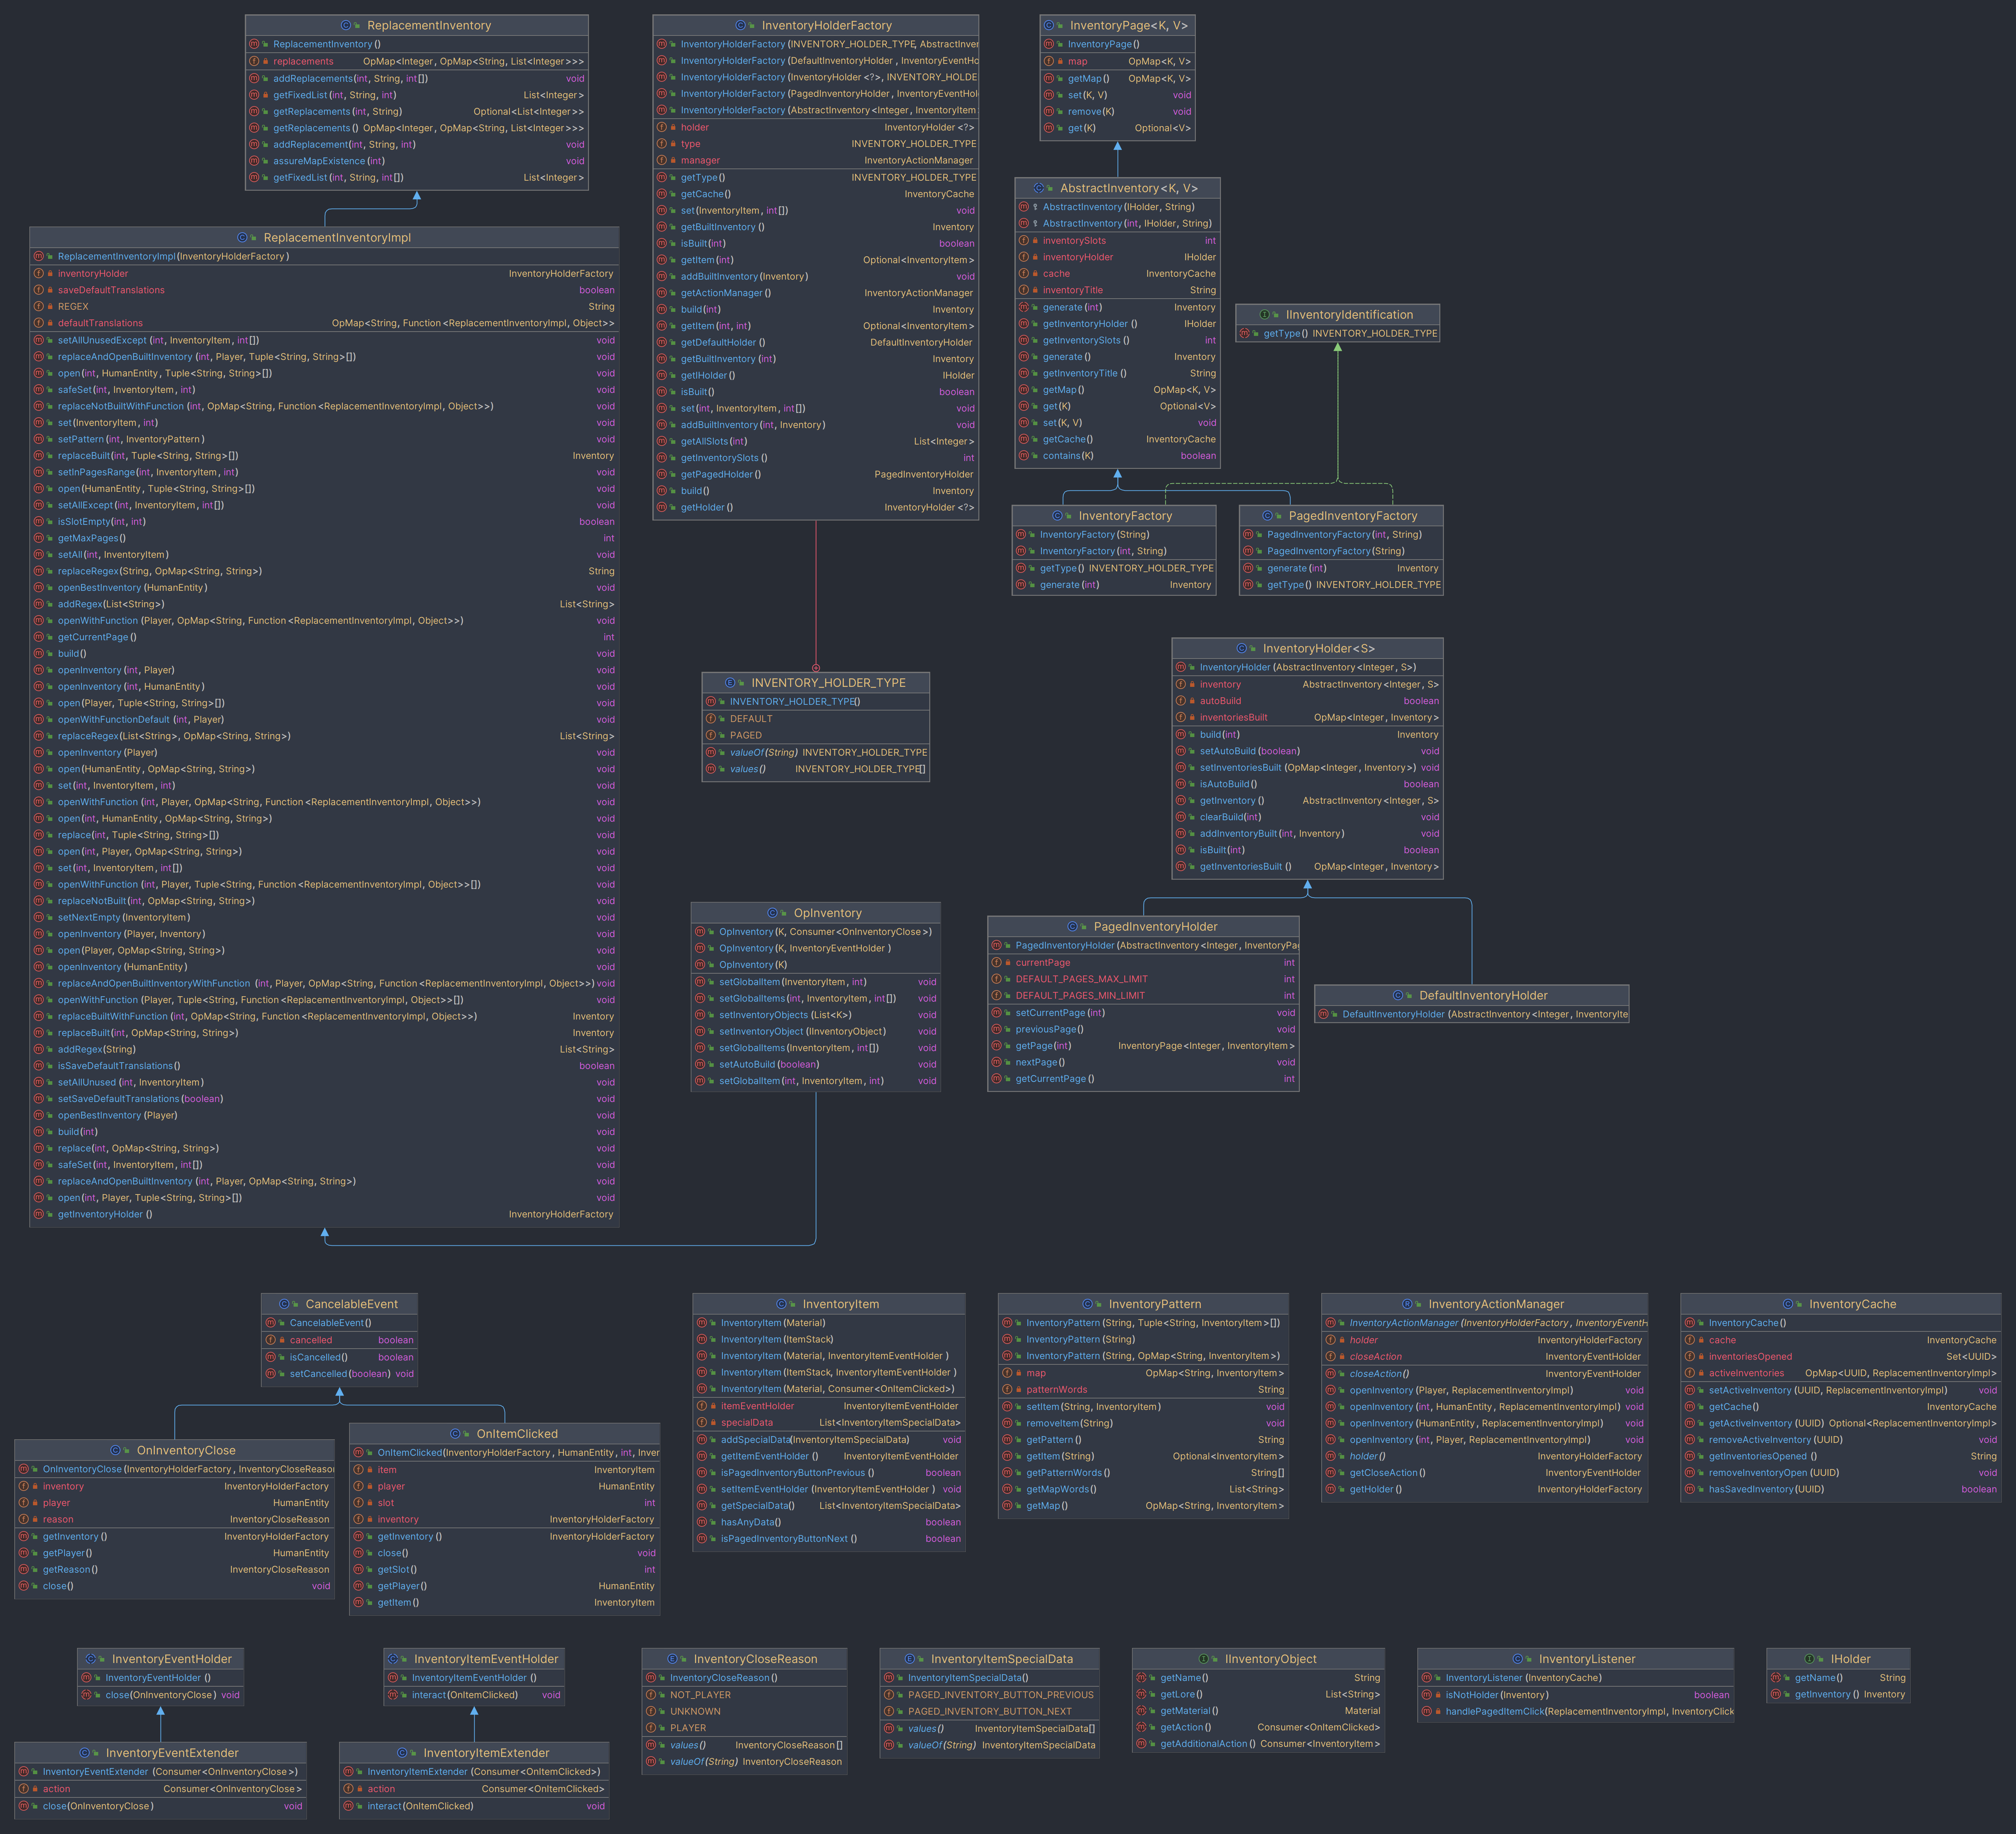 ReplacementInventory
ReplacementInventory()
replacements OpMap<Integer, OpMap<String, List<Integer>>>
addReplacements(int, String, int[]) void
getFixedList(int, String, int) List<Integer>
getReplacements(int, String) Optional<List<Integer>>
getReplacements() OpMap<Integer, OpMap<String, List<Integer>>>
addReplacement(int, String, int) void
assureMapExistence(int) void
getFixedList(int, String, int[]) List<Integer>
InventoryHolderFactory
InventoryHolderFactory(INVENTORY_HOLDER_TYPE, AbstractInver
InventoryHolderFactory(DefaultInventoryHolder, InventoryEventHo
InventoryHolderFactory(InventoryHolder<?>, INVENTORY_HOLDE
InventoryHolderFactory(PagedInventoryHolder, InventoryEventHol
InventoryHolderFactory(AbstractInventory<Integer, InventoryItem
holder InventoryHolder<?>
type INVENTORY_HOLDER_TYPE
manager InventoryActionManager
getType() INVENTORY_HOLDER_TYPE
getCache() InventoryCache
set(InventoryItem, int[]) void
getBuiltInventory() Inventory
isBuilt(int) boolean
getItem(int) Optional<InventoryItem>
addBuiltInventory(Inventory) void
getActionManager() InventoryActionManager
build(int) Inventory
getItem(int, int) Optional<InventoryItem>
getDefaultHolder() DefaultInventoryHolder
getBuiltInventory(int) Inventory
getIHolder() IHolder
isBuilt() boolean
set(int, InventoryItem, int[]) void
addBuiltInventory(int, Inventory) void
getAllSlots(int) List<Integer>
getInventorySlots() int
getPagedHolder() PagedInventoryHolder
build() Inventory
getHolder() InventoryHolder<?>
InventoryPage<K, V>
InventoryPage()
map OpMap<K, V>
getMap() OpMap<K, V>
set(K, V) void
remove(K) void
get(K) Optional<V>
AbstractInventory<K, V>
AbstractInventory(IHolder, String)
AbstractInventory(int, IHolder, String)
inventorySlots int
inventoryHolder IHolder
cache InventoryCache
inventoryTitle String
generate(int) Inventory
getInventoryHolder() IHolder
getInventorySlots() int
generate() Inventory
getInventoryTitle() String
getMap() OpMap<K, V>
get(K) Optional<V>
set(K, V) void
getCache() InventoryCache
contains(K) boolean
IInventoryIdentification
getType() INVENTORY_HOLDER_TYPE
InventoryFactory
InventoryFactory(String)
InventoryFactory(int, String)
getType() INVENTORY_HOLDER_TYPE
generate(int) Inventory
PagedInventoryFactory
PagedInventoryFactory(int, String)
PagedInventoryFactory(String)
generate(int) Inventory
getType() INVENTORY_HOLDER_TYPE
ReplacementInventoryImpl
ReplacementInventoryImpl(InventoryHolderFactory)
inventoryHolder InventoryHolderFactory
saveDefaultTranslations boolean
REGEX String
defaultTranslations OpMap<String, Function<ReplacementInventoryImpl, Object>>
setAllUnusedExcept(int, InventoryItem, int[]) void
replaceAndOpenBuiltInventory(int, Player, Tuple<String, String>[]) void
open(int, HumanEntity, Tuple<String, String>[]) void
safeSet(int, InventoryItem, int) void
replaceNotBuiltWithFunction(int, OpMap<String, Function<ReplacementInventoryImpl, Object>>) void
set(InventoryItem, int) void
setPattern(int, InventoryPattern) void
replaceBuilt(int, Tuple<String, String>[]) Inventory
setInPagesRange(int, InventoryItem, int) void
open(HumanEntity, Tuple<String, String>[]) void
setAllExcept(int, InventoryItem, int[]) void
isSlotEmpty(int, int) boolean
getMaxPages() int
setAll(int, InventoryItem) void
replaceRegex(String, OpMap<String, String>) String
openBestInventory(HumanEntity) void
addRegex(List<String>) List<String>
openWithFunction(Player, OpMap<String, Function<ReplacementInventoryImpl, Object>>) void
getCurrentPage() int
build() void
openInventory(int, Player) void
openInventory(int, HumanEntity) void
open(Player, Tuple<String, String>[]) void
openWithFunctionDefault(int, Player) void
replaceRegex(List<String>, OpMap<String, String>) List<String>
openInventory(Player) void
open(HumanEntity, OpMap<String, String>) void
set(int, InventoryItem, int) void
openWithFunction(int, Player, OpMap<String, Function<ReplacementInventoryImpl, Object>>) void
open(int, HumanEntity, OpMap<String, String>) void
replace(int, Tuple<String, String>[]) void
open(int, Player, OpMap<String, String>) void
set(int, InventoryItem, int[]) void
openWithFunction(int, Player, Tuple<String, Function<ReplacementInventoryImpl, Object>>[]) void
replaceNotBuilt(int, OpMap<String, String>) void
setNextEmpty(InventoryItem) void
openInventory(Player, Inventory) void
open(Player, OpMap<String, String>) void
openInventory(HumanEntity) void
replaceAndOpenBuiltInventoryWithFunction(int, Player, OpMap<String, Function<ReplacementInventoryImpl, Object>>) void
openWithFunction(Player, Tuple<String, Function<ReplacementInventoryImpl, Object>>[]) void
replaceBuiltWithFunction(int, OpMap<String, Function<ReplacementInventoryImpl, Object>>) Inventory
replaceBuilt(int, OpMap<String, String>) Inventory
addRegex(String) List<String>
isSaveDefaultTranslations() boolean
setAllUnused(int, InventoryItem) void
setSaveDefaultTranslations(boolean) void
openBestInventory(Player) void
build(int) void
replace(int, OpMap<String, String>) void
safeSet(int, InventoryItem, int[]) void
replaceAndOpenBuiltInventory(int, Player, OpMap<String, String>) void
open(int, Player, Tuple<String, String>[]) void
getInventoryHolder() InventoryHolderFactory
INVENTORY_HOLDER_TYPE
INVENTORY_HOLDER_TYPE()
DEFAULT
PAGED
valueOf(String) INVENTORY_HOLDER_TYPE
values() INVENTORY_HOLDER_TYPE[]
InventoryHolder<S>
InventoryHolder(AbstractInventory<Integer, S>)
inventory AbstractInventory<Integer, S>
autoBuild boolean
inventoriesBuilt OpMap<Integer, Inventory>
build(int) Inventory
setAutoBuild(boolean) void
setInventoriesBuilt(OpMap<Integer, Inventory>) void
isAutoBuild() boolean
getInventory() AbstractInventory<Integer, S>
clearBuild(int) void
addInventoryBuilt(int, Inventory) void
isBuilt(int) boolean
getInventoriesBuilt() OpMap<Integer, Inventory>
OpInventory
OpInventory(K, Consumer<OnInventoryClose>)
OpInventory(K, InventoryEventHolder)
OpInventory(K)
setGlobalItem(InventoryItem, int) void
setGlobalItems(int, InventoryItem, int[]) void
setInventoryObjects(List<K>) void
setInventoryObject(IInventoryObject) void
setGlobalItems(InventoryItem, int[]) void
setAutoBuild(boolean) void
setGlobalItem(int, InventoryItem, int) void
PagedInventoryHolder
PagedInventoryHolder(AbstractInventory<Integer, InventoryPag
currentPage int
DEFAULT_PAGES_MAX_LIMIT int
DEFAULT_PAGES_MIN_LIMIT int
setCurrentPage(int) void
previousPage() void
getPage(int) InventoryPage<Integer, InventoryItem>
nextPage() void
getCurrentPage() int
DefaultInventoryHolder
DefaultInventoryHolder(AbstractInventory<Integer, InventoryIte
CancelableEvent
CancelableEvent()
cancelled boolean
isCancelled() boolean
setCancelled(boolean) void
OnInventoryClose
OnInventoryClose(InventoryHolderFactory, InventoryCloseReason
inventory InventoryHolderFactory
player HumanEntity
reason InventoryCloseReason
getInventory() InventoryHolderFactory
getPlayer() HumanEntity
getReason() InventoryCloseReason
close() void
OnItemClicked
OnItemClicked(InventoryHolderFactory, HumanEntity, int, Inver
item InventoryItem
player HumanEntity
slot int
inventory InventoryHolderFactory
getInventory() InventoryHolderFactory
close() void
getSlot() int
getPlayer() HumanEntity
getItem() InventoryItem
InventoryItem
InventoryItem(Material)
InventoryItem(ItemStack)
InventoryItem(Material, InventoryItemEventHolder)
InventoryItem(ItemStack, InventoryItemEventHolder)
InventoryItem(Material, Consumer<OnItemClicked>)
itemEventHolder InventoryItemEventHolder
specialData List<InventoryItemSpecialData>
addSpecialData(InventoryItemSpecialData) void
getItemEventHolder() InventoryItemEventHolder
isPagedInventoryButtonPrevious() boolean
setItemEventHolder(InventoryItemEventHolder) void
getSpecialData() List<InventoryItemSpecialData>
hasAnyData() boolean
isPagedInventoryButtonNext() boolean
InventoryPattern
InventoryPattern(String, Tuple<String, InventoryItem>[])
InventoryPattern(String)
InventoryPattern(String, OpMap<String, InventoryItem>)
map OpMap<String, InventoryItem>
patternWords String
setItem(String, InventoryItem) void
removeItem(String) void
getPattern() String
getItem(String) Optional<InventoryItem>
getPatternWords() String[]
getMapWords() List<String>
getMap() OpMap<String, InventoryItem>
InventoryActionManager
InventoryActionManager(InventoryHolderFactory, InventoryEventH
holder InventoryHolderFactory
closeAction InventoryEventHolder
closeAction() InventoryEventHolder
openInventory(Player, ReplacementInventoryImpl) void
openInventory(int, HumanEntity, ReplacementInventoryImpl) void
openInventory(HumanEntity, ReplacementInventoryImpl) void
openInventory(int, Player, ReplacementInventoryImpl) void
holder() InventoryHolderFactory
getCloseAction() InventoryEventHolder
getHolder() InventoryHolderFactory
InventoryCache
InventoryCache()
cache InventoryCache
inventoriesOpened Set<UUID>
activeInventories OpMap<UUID, ReplacementInventoryImpl>
setActiveInventory(UUID, ReplacementInventoryImpl) void
getCache() InventoryCache
getActiveInventory(UUID) Optional<ReplacementInventoryImpl>
removeActiveInventory(UUID) void
getInventoriesOpened() String
removeInventoryOpen(UUID) void
hasSavedInventory(UUID) boolean
InventoryEventHolder
InventoryEventHolder()
close(OnInventoryClose) void
InventoryEventExtender
InventoryEventExtender(Consumer<OnInventoryClose>)
action Consumer<OnInventoryClose>
close(OnInventoryClose) void
InventoryItemEventHolder
InventoryItemEventHolder()
interact(OnItemClicked) void
InventoryItemExtender
InventoryItemExtender(Consumer<OnItemClicked>)
action Consumer<OnItemClicked>
interact(OnItemClicked) void
InventoryCloseReason
InventoryCloseReason()
NOT_PLAYER
UNKNOWN
PLAYER
values() InventoryCloseReason[]
valueOf(String) InventoryCloseReason
InventoryItemSpecialData
InventoryItemSpecialData()
PAGED_INVENTORY_BUTTON_PREVIOUS
PAGED_INVENTORY_BUTTON_NEXT
values() InventoryItemSpecialData[]
valueOf(String) InventoryItemSpecialData
IInventoryObject
getName() String
getLore() List<String>
getMaterial() Material
getAction() Consumer<OnItemClicked>
getAdditionalAction() Consumer<InventoryItem>
InventoryListener
InventoryListener(InventoryCache)
isNotHolder(Inventory) boolean
handlePagedItemClick(ReplacementInventoryImpl, InventoryClick
IHolder
getName() String
getInventory() Inventory